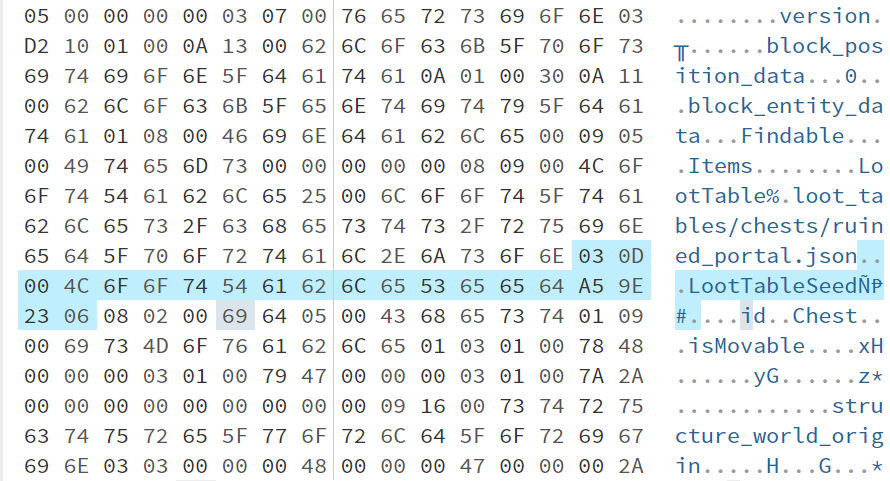 05 00 00 00 00 03 07 00 76 65 72 73 69 6F 6E 03 ........version.
D2 10 01 00 0A 13 00 62 6C 6F 63 6B 5F 70 6F 73 ╥......block_pos
69 74 69 6F 6E 5F 64 61 74 61 0A 01 00 30 0A 11 ition_data...0..
00 62 6C 6F 63 6B 5F 65 6E 74 69 74 79 5F 64 61 .block_entity_da
74 61 01 08 00 46 69 6E 64 61 62 6C 65 00 09 05 ta...Findable...
00 49 74 65 6D 73 00 00 00 00 00 08 09 00 4C 6F .Items........Lo
6F 74 54 61 62 6C 65 25 00 6C 6F 6F 74 5F 74 61 otTable%.loot_ta
62 6C 65 73 2F 63 68 65 73 74 73 2F 72 75 69 6E bles/chests/ruin
65 64 5F 70 6F 72 74 61 6C 2E 6A 73 6F 6E 03 0D ed_portal.json..
00 4C 6F 6F 74 54 61 62 6C 65 53 65 65 64 A5 9E .LootTableSeedÑ₧
23 06 08 02 00 69 64 05 00 43 68 65 73 74 01 09 #....id..Chest..
00 69 73 4D 6F 76 61 62 6C 65 01 03 01 00 78 48 .isMovable....xH
00 00 00 03 01 00 79 47 00 00 00 03 01 00 7A 2A ......yG......z*
00 00 00 00 00 00 00 00 00 09 16 00 73 74 72 75 ............stru
63 74 75 72 65 5F 77 6F 72 6C 64 5F 6F 72 69 67 cture_world_orig
69 6E 03 03 00 00 00 48 00 00 00 47 00 00 00 2A in.....H...G...*